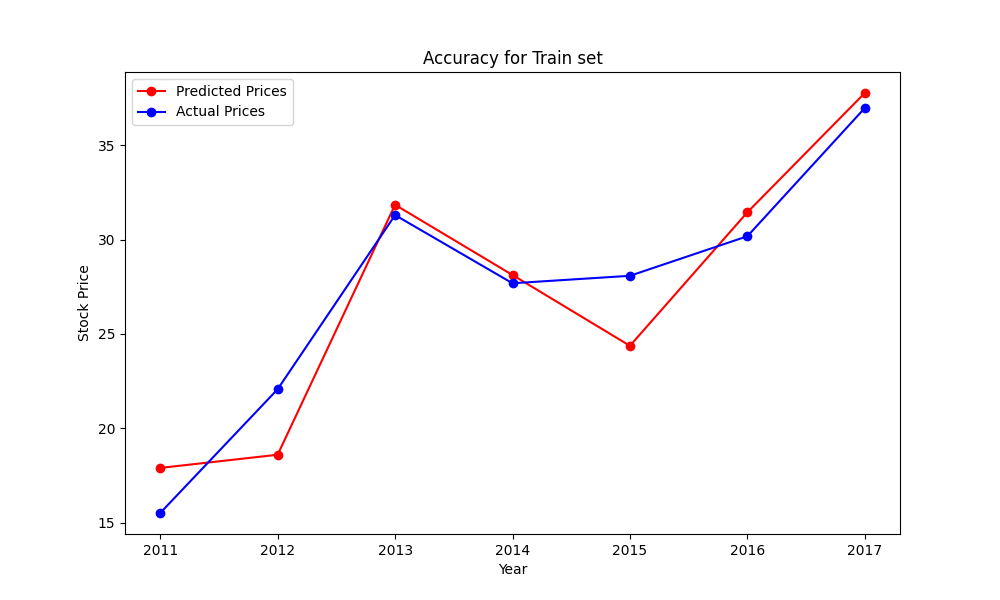 Accuracy for Train set
Predicted Prices
Actual Prices
Stock Price
35
30
25
20
15
2011 2012 2013 2014 2015 2016 2017
Year